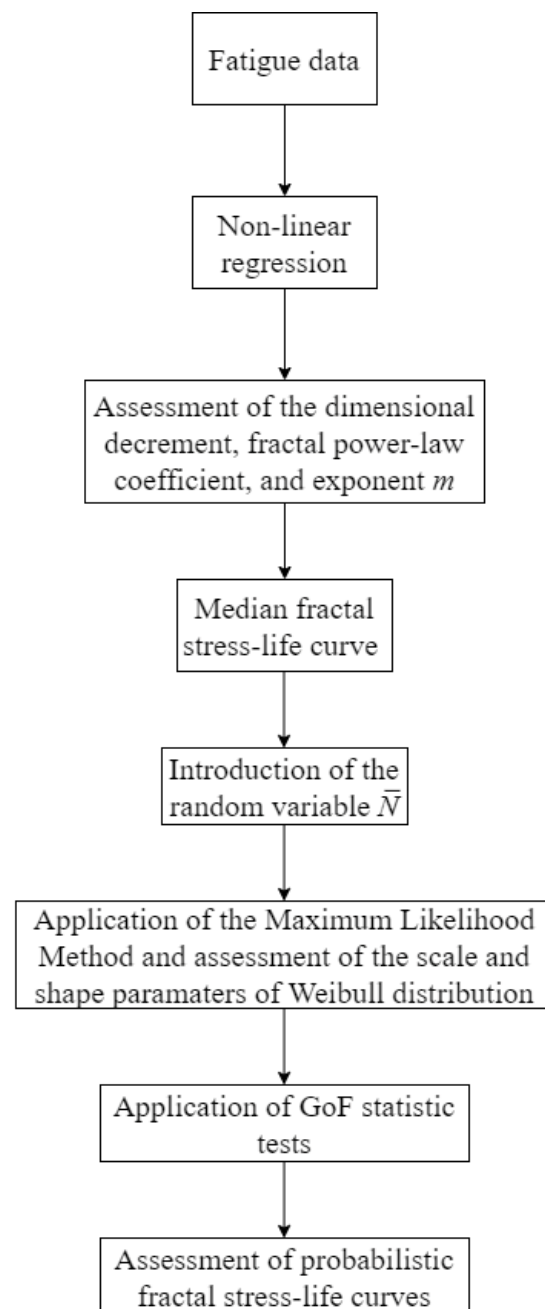 Fatigue data
Non-linear
regression
Assessment of the dimensional
decrement, fractal power-law
coefficient, and exponent m
Median fractal
stress-life curve
Introduction of the
random variable N̅
Application of the Maximum Likelihood
Method and assessment of the scale and
shape paramaters of Weibull distribution
Application of GoF statistic
tests
Assessment of probabilistic
fractal stress-life curves